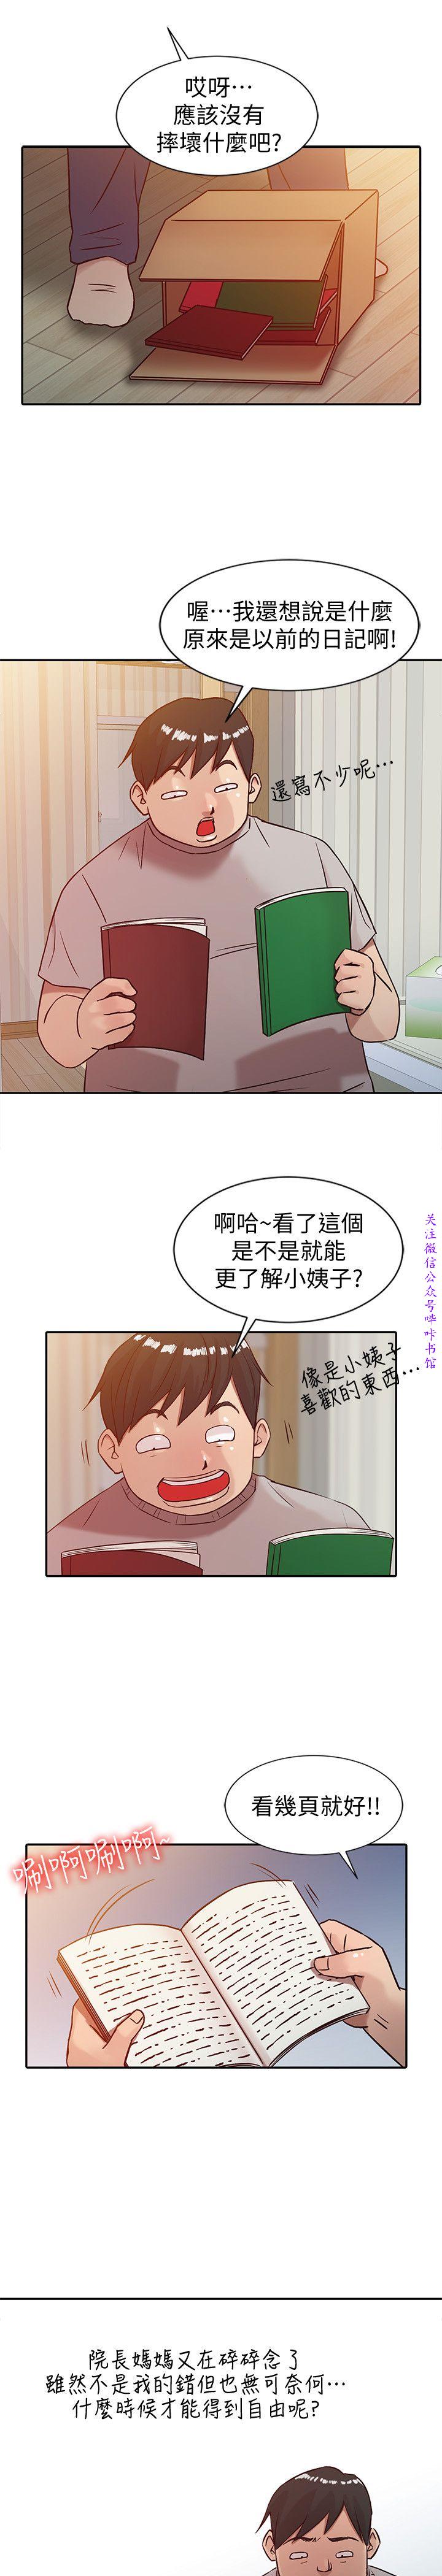 哎呀⋯
應該沒有
摔壞什麼吧?
喔⋯我還想說是什麼
原來是以前的日記啊!
還寫不少呢⋯
啊哈~看了這個
是不是就能
更了解小姨子?
像是小姨子
喜歡的東西⋯
关注微信公众号哔咔书馆
看幾頁就好!!
唰啊唰啊~
院長媽媽又在碎碎念了
雖然不是我的錯但也無可奈何⋯
什麼時候才能得到自由呢?